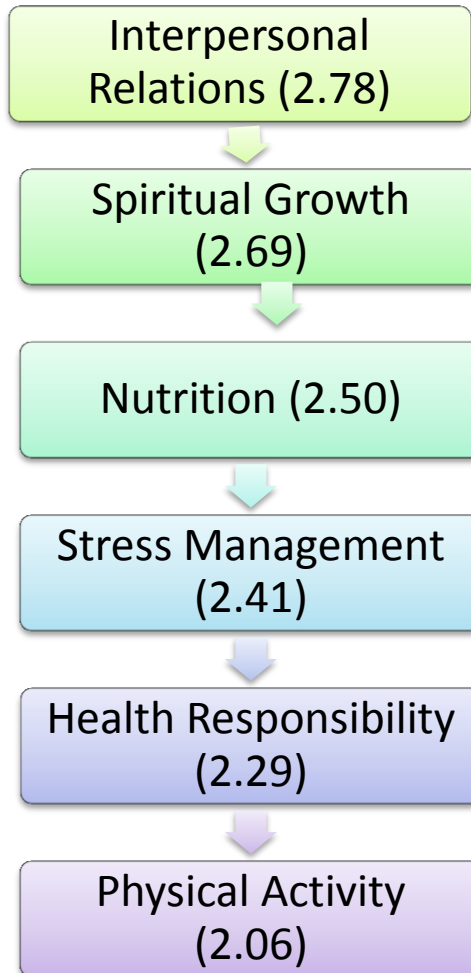 Interpersonal
Relations (2.78)
Spiritual Growth
(2.69)
Nutrition (2.50)
Stress Management
(2.41)
Health Responsibility
(2.29)
Physical Activity
(2.06)